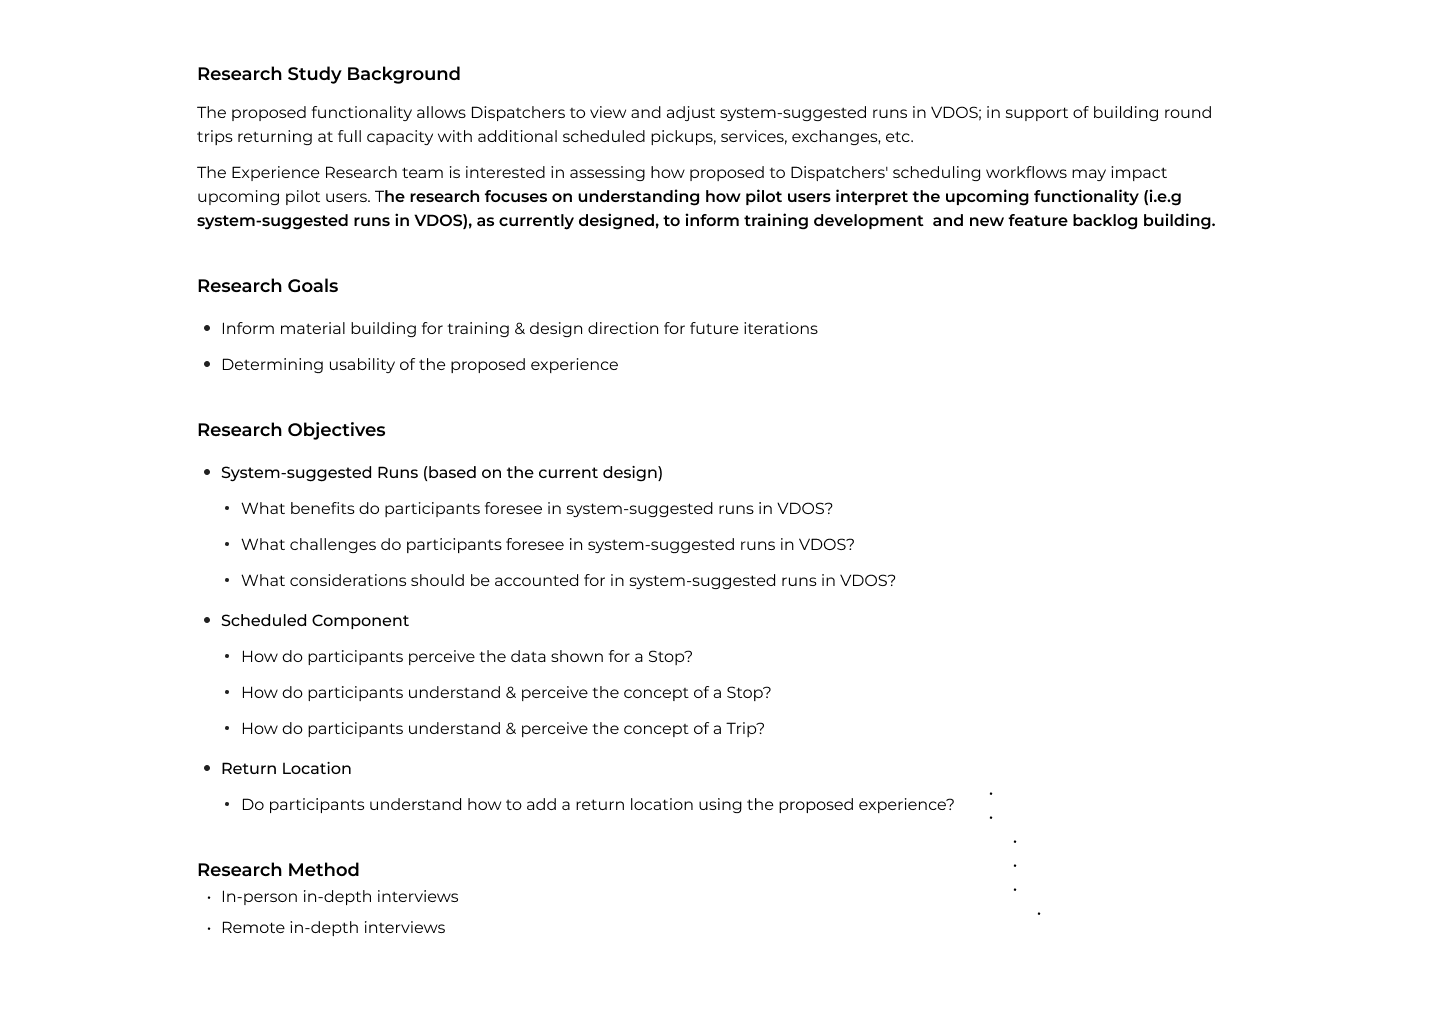 Research Study Background
The proposed functionality allows Dispatchers to view and adjust system-suggested runs in VDOS; in support of building round
trips returning at full capacity with additional scheduled pickups, services, exchanges, etc.
The Experience Research team is interested in assessing how proposed to Dispatchers' scheduling workflows may impact
upcoming pilot users. The research focuses on understanding how pilot users interpret the upcoming functionality (i.e.g
system-suggested runs in VDOS), as currently designed, to inform training development  and new feature backlog building.
Research Goals
• Inform material building for training & design direction for future iterations
• Determining usability of the proposed experience
Research Objectives
• System-suggested Runs (based on the current design)
• What benefits do participants foresee in system-suggested runs in VDOS?
• What challenges do participants foresee in system-suggested runs in VDOS?
• What considerations should be accounted for in system-suggested runs in VDOS?
• Scheduled Component
• How do participants perceive the data shown for a Stop?
• How do participants understand & perceive the concept of a Stop?
• How do participants understand & perceive the concept of a Trip?
• Return Location
• Do participants understand how to add a return location using the proposed experience?
Research Method
• In-person in-depth interviews
• Remote in-depth interviews